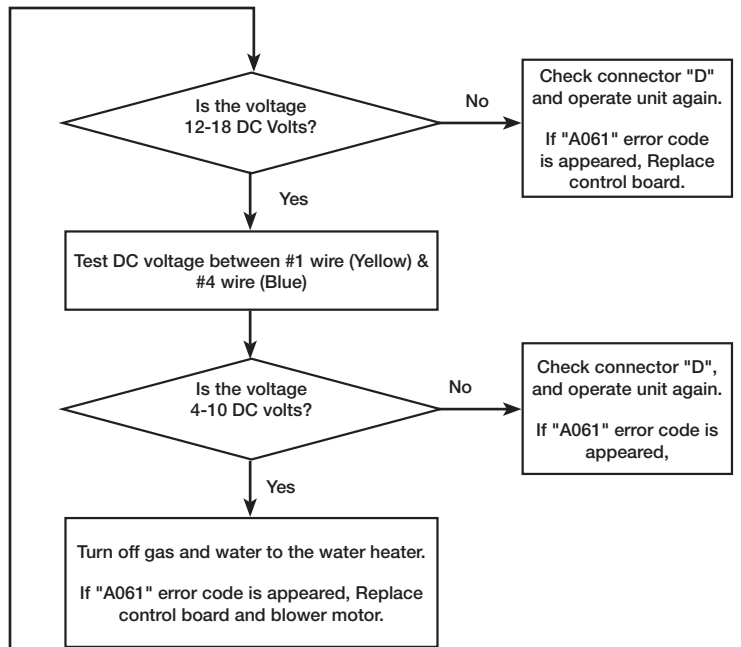 Is the voltage
12-18 DC Volts?
No
Check connector "D"
and operate unit again.
If "A061" error code
is appeared, Replace
control board.
Yes
Test DC voltage between #1 wire (Yellow) &
#4 wire (Blue)
Is the voltage
4-10 DC volts?
No
Check connector "D",
and operate unit again.
If "A061" error code is
appeared,
Yes
Turn off gas and water to the water heater.
If "A061" error code is appeared, Replace
control board and blower motor.